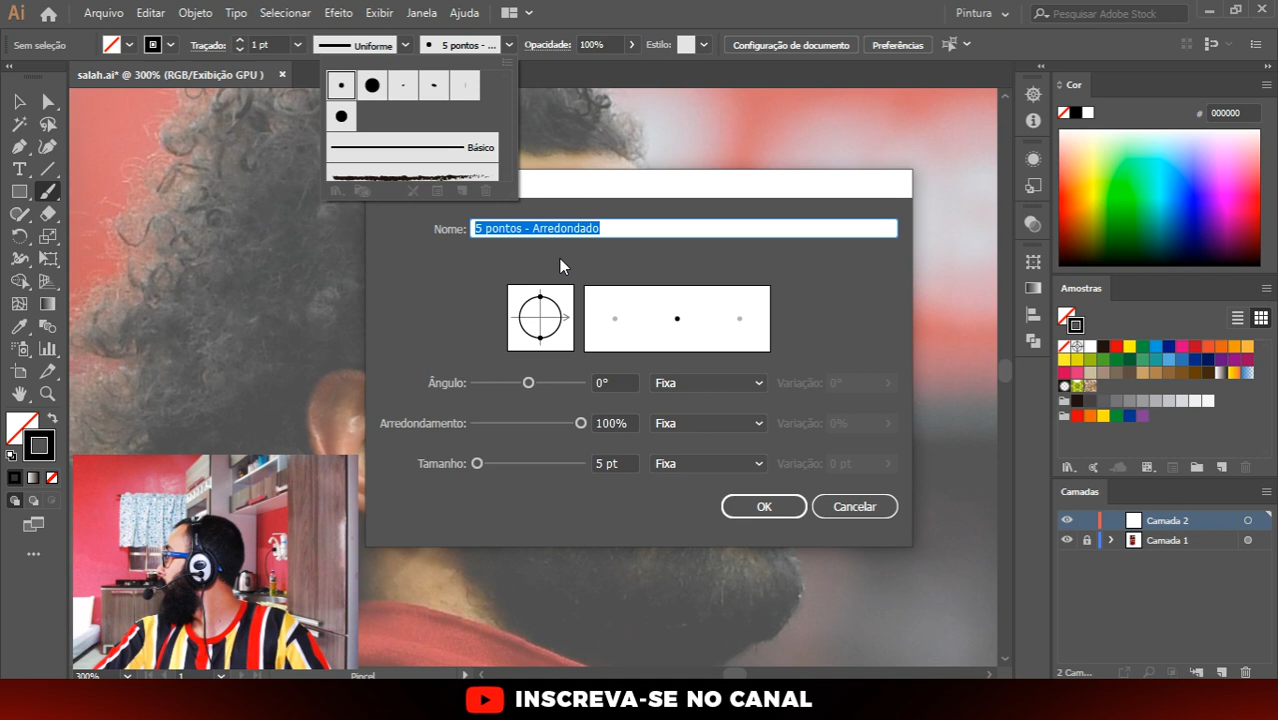 Ai Arquivo Editar Objeto Tipo Selecionar Efeito Exibir Janela Ajuda Pintura Pesquisar Adobe Stock
Sem seleção Traçado: 1 pt Uniforme 5 pontos - ... Opacidade: 100% Estilo: Configuração de documento Preferências
salah.ai* @ 300% (RGB/Exibição GPU ) Cor
# 000000
Básico
Nome: 5 pontos - Arredondado
Amostras
Ângulo: 0° Fixa Variação: 0°
Arredondamento: 100% Fixa Variação: 0%
Tamanho: 5 pt Fixa Variação: 0 pt
OK Cancelar
Camadas
Camada 2
Camada 1
300% 1 Pincel 2 Cam...
INSCREVA-SE NO CANAL